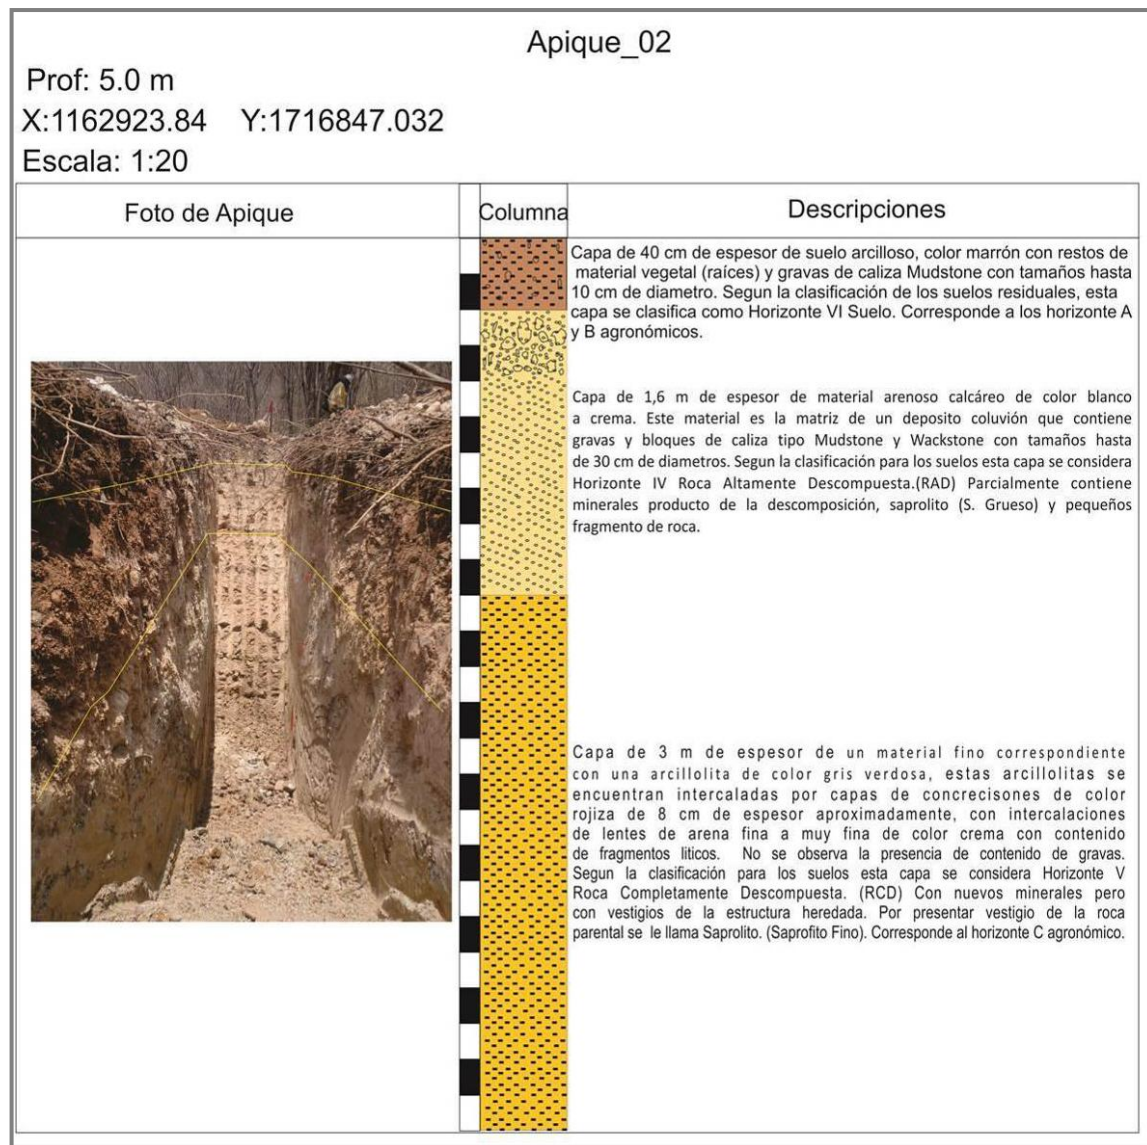 Apique_02
Prof: 5.0 m
X:1162923.84 Y:1716847.032
Escala: 1:20
Foto de Apique
Columna
Descripciones
Capa de 40 cm de espesor de suelo arcilloso, color marrón con restos de
material vegetal (raíces) y gravas de caliza Mudstone con tamaños hasta
10 cm de diametro. Segun la clasificación de los suelos residuales, esta
capa se clasifica como Horizonte VI Suelo. Corresponde a los horizonte A
y B agronómicos.
Capa de 1,6 m de espesor de material arenoso calcáreo de color blanco
a crema. Este material es la matriz de un deposito coluvión que contiene
gravas y bloques de caliza tipo Mudstone y Wackstone con tamaños hasta
de 30 cm de diametros. Segun la clasificación para los suelos esta capa se considera
Horizonte IV Roca Altamente Descompuesta.(RAD) Parcialmente contiene
minerales producto de la descomposición, saprolito (S. Grueso) y pequeños
fragmento de roca.
Capa de 3 m de espesor de un material fino correspondiente
con una arcillolita de color gris verdosa, estas arcillolitas se
encuentran intercaladas por capas de concrecisones de color
rojiza de 8 cm de espesor aproximadamente, con intercalaciones
de lentes de arena fina a muy fina de color crema con contenido
de fragmentos liticos. No se observa la presencia de contenido de gravas.
Segun la clasificación para los suelos esta capa se considera Horizonte V
Roca Completamente Descompuesta. (RCD) Con nuevos minerales pero
con vestigios de la estructura heredada. Por presentar vestigio de la roca
parental se le llama Saprolito. (Saprofito Fino). Corresponde al horizonte C agronómico.